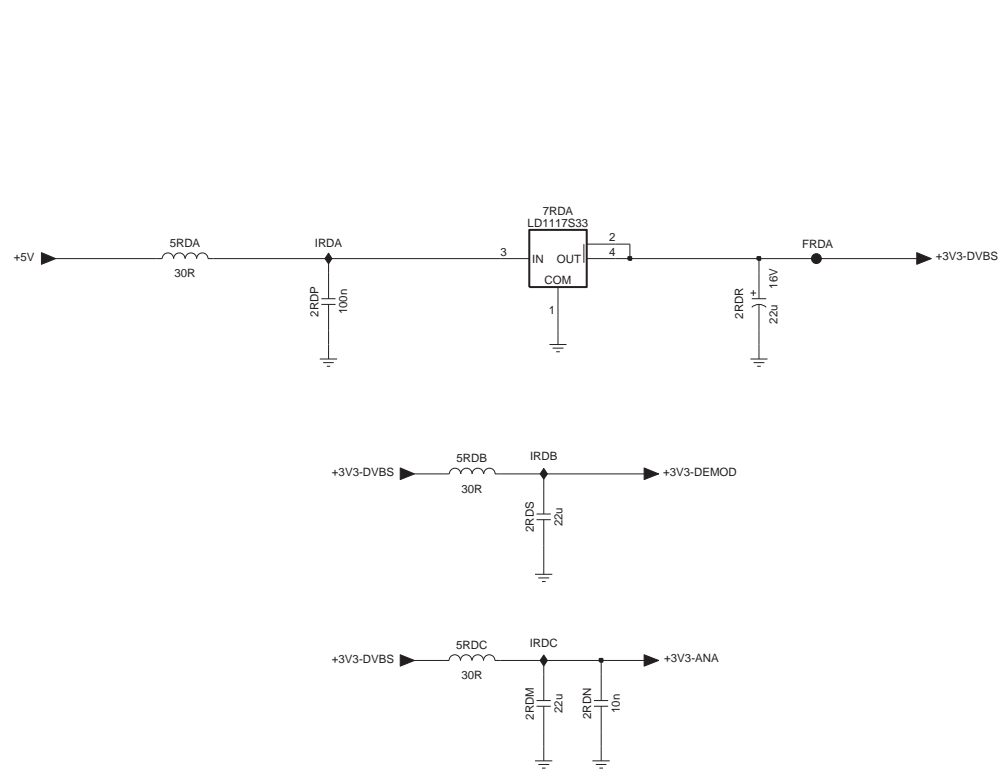 7RDA
LD1117S33
+5V
5RDA
30R
IRDA
2RDP
100n
3
IN
OUT
COM
2
4
1
FRDA
+3V3-DVBS
2RDR
+
16V
22u
+3V3-DVBS
5RDB
30R
IRDB
+3V3-DEMOD
2RDS
22u
+3V3-DVBS
5RDC
30R
IRDC
+3V3-ANA
2RDM
22u
2RDN
10n